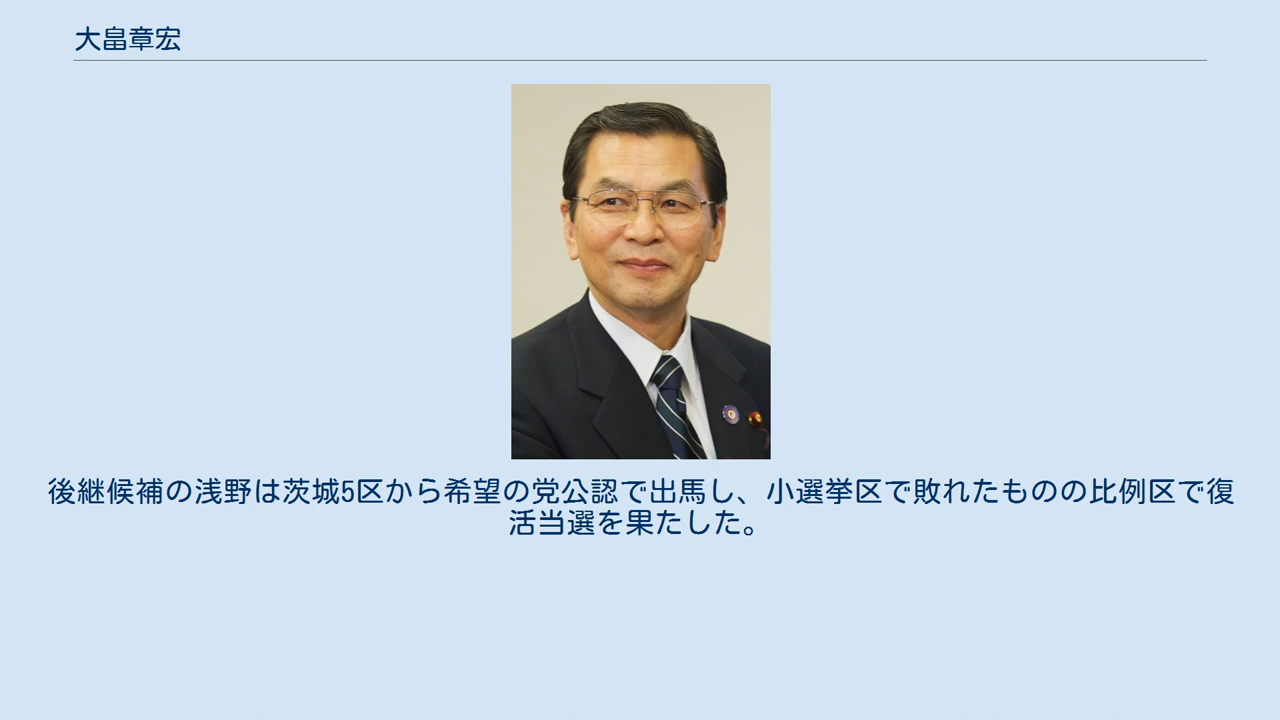 大畠章宏
後継候補の浅野は茨城5区から希望の党公認で出馬し、小選挙区で敗れたものの比例区で復
活当選を果たした。